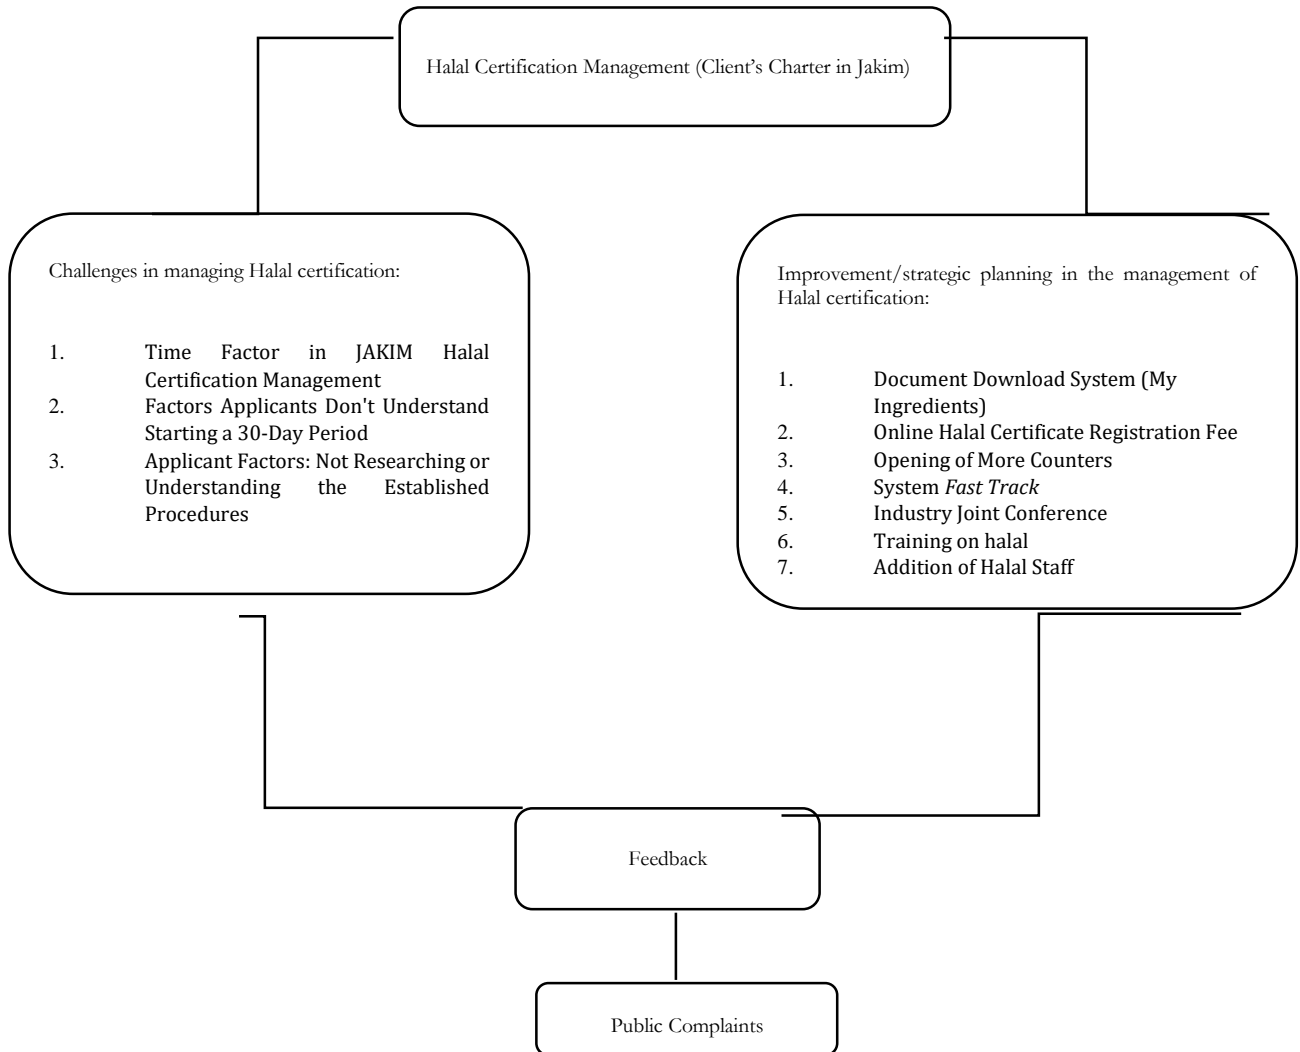 Halal Certification Management (Client’s Charter in Jakim)
Challenges in managing Halal certification:
1. Time Factor in JAKIM Halal
Certification Management
2. Factors Applicants Don't Understand
Starting a 30-Day Period
3. Applicant Factors: Not Researching or
Understanding the Established
Procedures
Improvement/strategic planning in the management of
Halal certification:
1. Document Download System (My
Ingredients)
2. Online Halal Certificate Registration Fee
3. Opening of More Counters
4. System Fast Track
5. Industry Joint Conference
6. Training on halal
7. Addition of Halal Staff
Feedback
Public Complaints